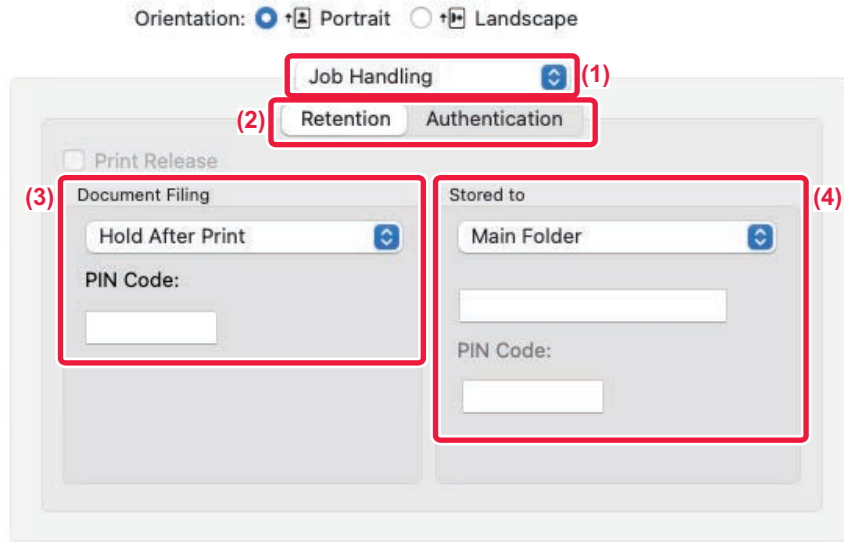 Orientation: Portrait Landscape
Job Handling (1)
(2) Retention Authentication
Print Release
(3) Document Filing Stored to (4)
Hold After Print Main Folder
PIN Code:
PIN Code: